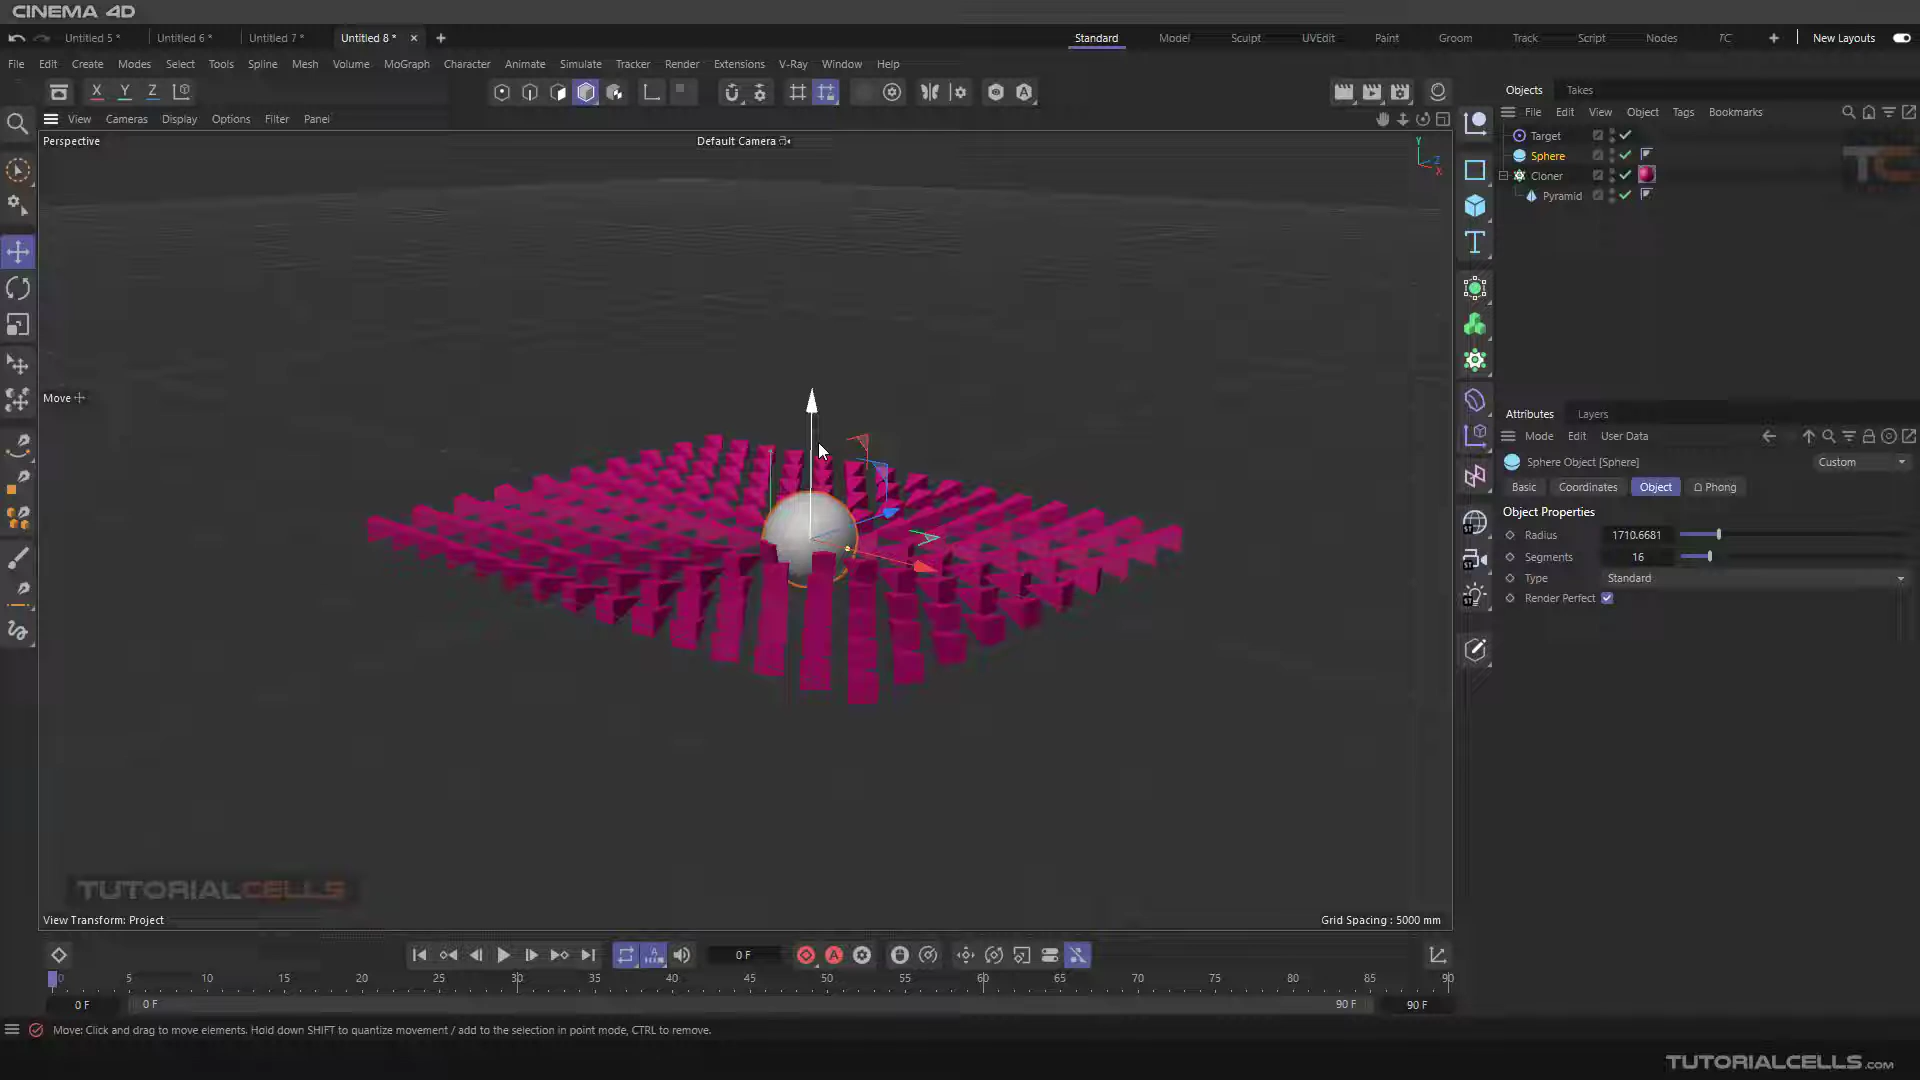 CINEMA 4D
Untitled 5 * Untitled 6 * Untitled 7 * Untitled 8 *
Standard Model Sculpt UVEdit Paint Groom Track Script Nodes TC New Layouts
File Edit Create Modes Select Tools Spline Mesh Volume MoGraph Character Animate Simulate Tracker Render Extensions V-Ray Window Help
X Y Z
View Cameras Display Options Filter Panel
Perspective
Default Camera
Y
Z
X
Move
TUTORIALCELLS
View Transform: Project
Grid Spacing : 5000 mm
Objects Takes
File Edit View Object Tags Bookmarks
Target
Sphere
Cloner
Pyramid
TC
Attributes Layers
Mode Edit User Data
Sphere Object [Sphere] Custom
Basic Coordinates Object Phong
Object Properties
Radius 1710.6681
Segments 16
Type Standard
Render Perfect
0 F
0 5 10 15 20 25 30 35 40 45 50 55 60 65 70 75 80 85 90
0 F 0 F 90 F 90 F
Move: Click and drag to move elements. Hold down SHIFT to quantize movement / add to the selection in point mode, CTRL to remove.
TUTORIALCELLS.COM